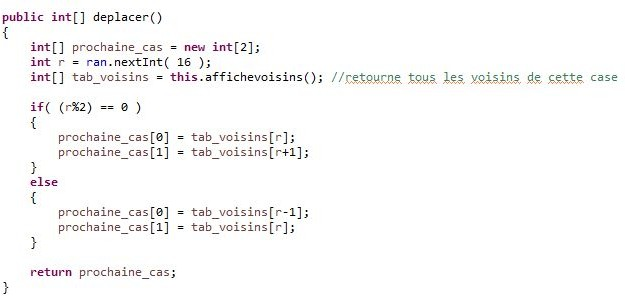 public int[] deplacer()
{
int[] prochaine_cas = new int[2];
int r = ran.nextInt( 16 );
int[] tab_voisins = this.affichevoisins(); //retourne tous les voisins de cette case
if( (r%2) == 0 )
{
prochaine_cas[0] = tab_voisins[r];
prochaine_cas[1] = tab_voisins[r+1];
}
else
{
prochaine_cas[0] = tab_voisins[r-1];
prochaine_cas[1] = tab_voisins[r];
}
return prochaine_cas;
}